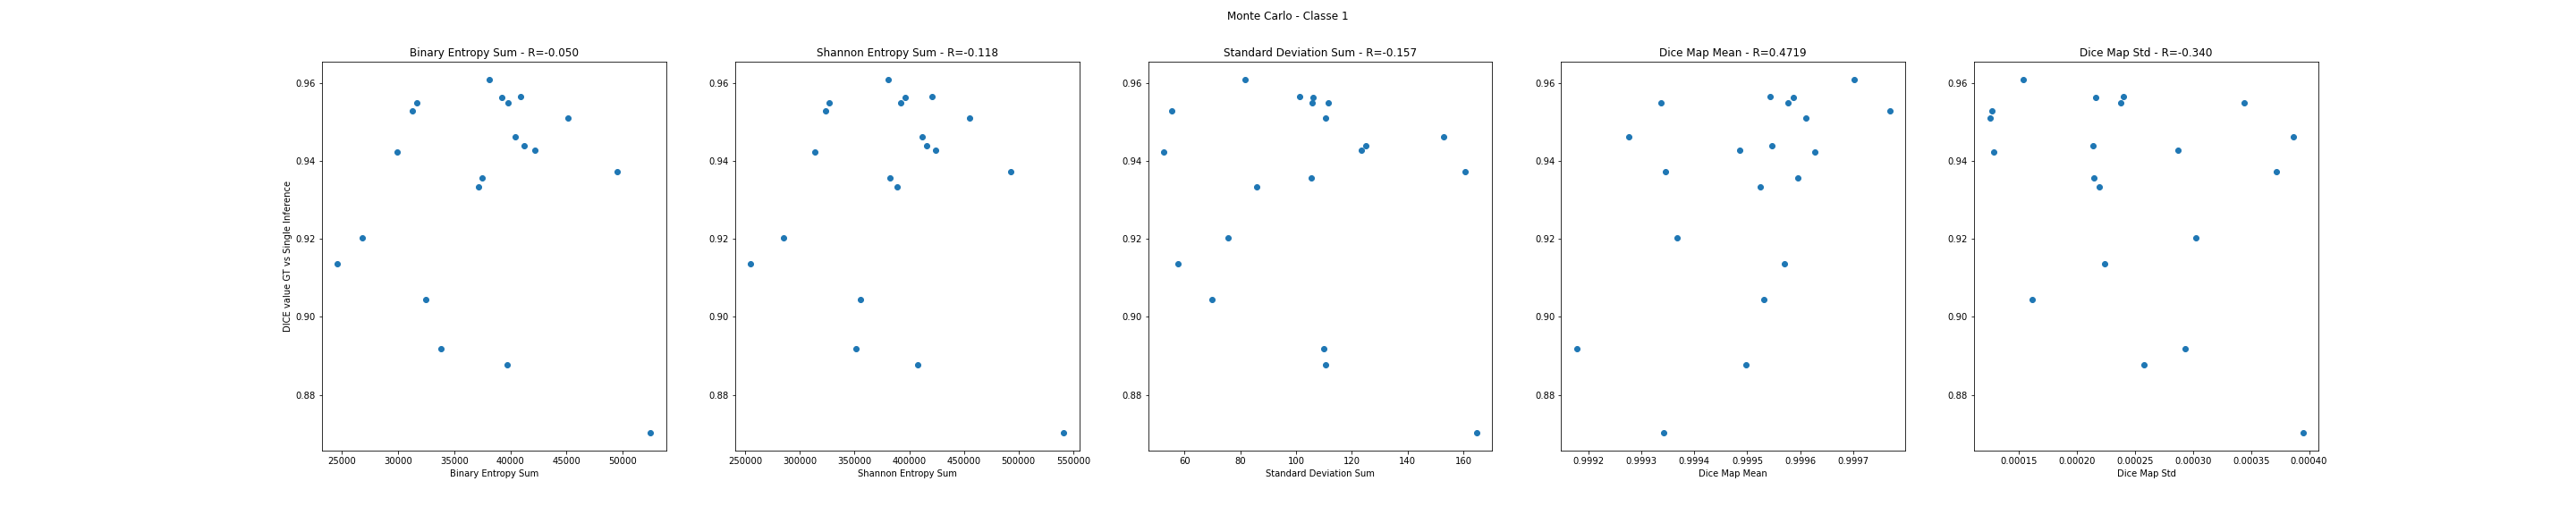 Monte Carlo - Classe 1
Binary Entropy Sum - R=-0.050
0.96
0.94
0.92
0.90
0.88
DICE value GT vs Single Inference
25000 30000 35000 40000 45000 50000
Binary Entropy Sum
Shannon Entropy Sum - R=-0.118
0.96
0.94
0.92
0.90
0.88
250000 300000 350000 400000 450000 500000 550000
Shannon Entropy Sum
Standard Deviation Sum - R=-0.157
0.96
0.94
0.92
0.90
0.88
60 80 100 120 140 160
Standard Deviation Sum
Dice Map Mean - R=0.4719
0.96
0.94
0.92
0.90
0.88
0.9992 0.9993 0.9994 0.9995 0.9996 0.9997
Dice Map Mean
Dice Map Std - R=-0.340
0.96
0.94
0.92
0.90
0.88
0.00015 0.00020 0.00025 0.00030 0.00035 0.00040
Dice Map Std